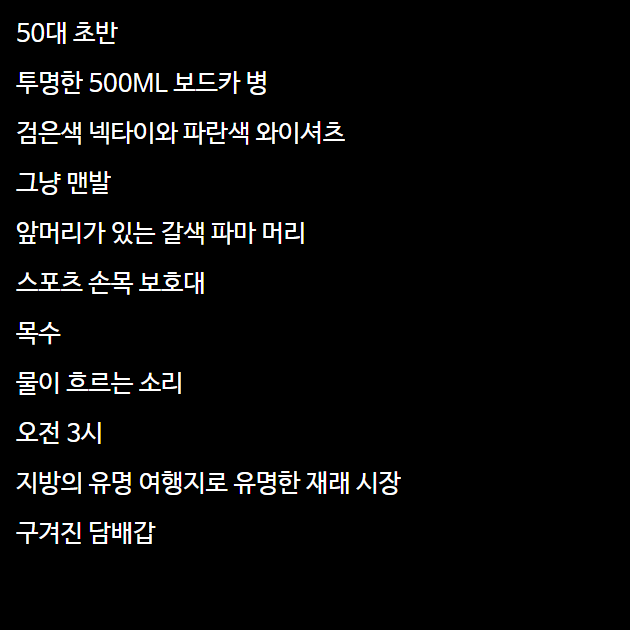 50대 초반
투명한 500ML 보드카 병
검은색 넥타이와 파란색 와이셔츠
그냥 맨발
앞머리가 있는 갈색 파마 머리
스포츠 손목 보호대
목수
물이 흐르는 소리
오전 3시
지방의 유명 여행지로 유명한 재래 시장
구겨진 담배갑